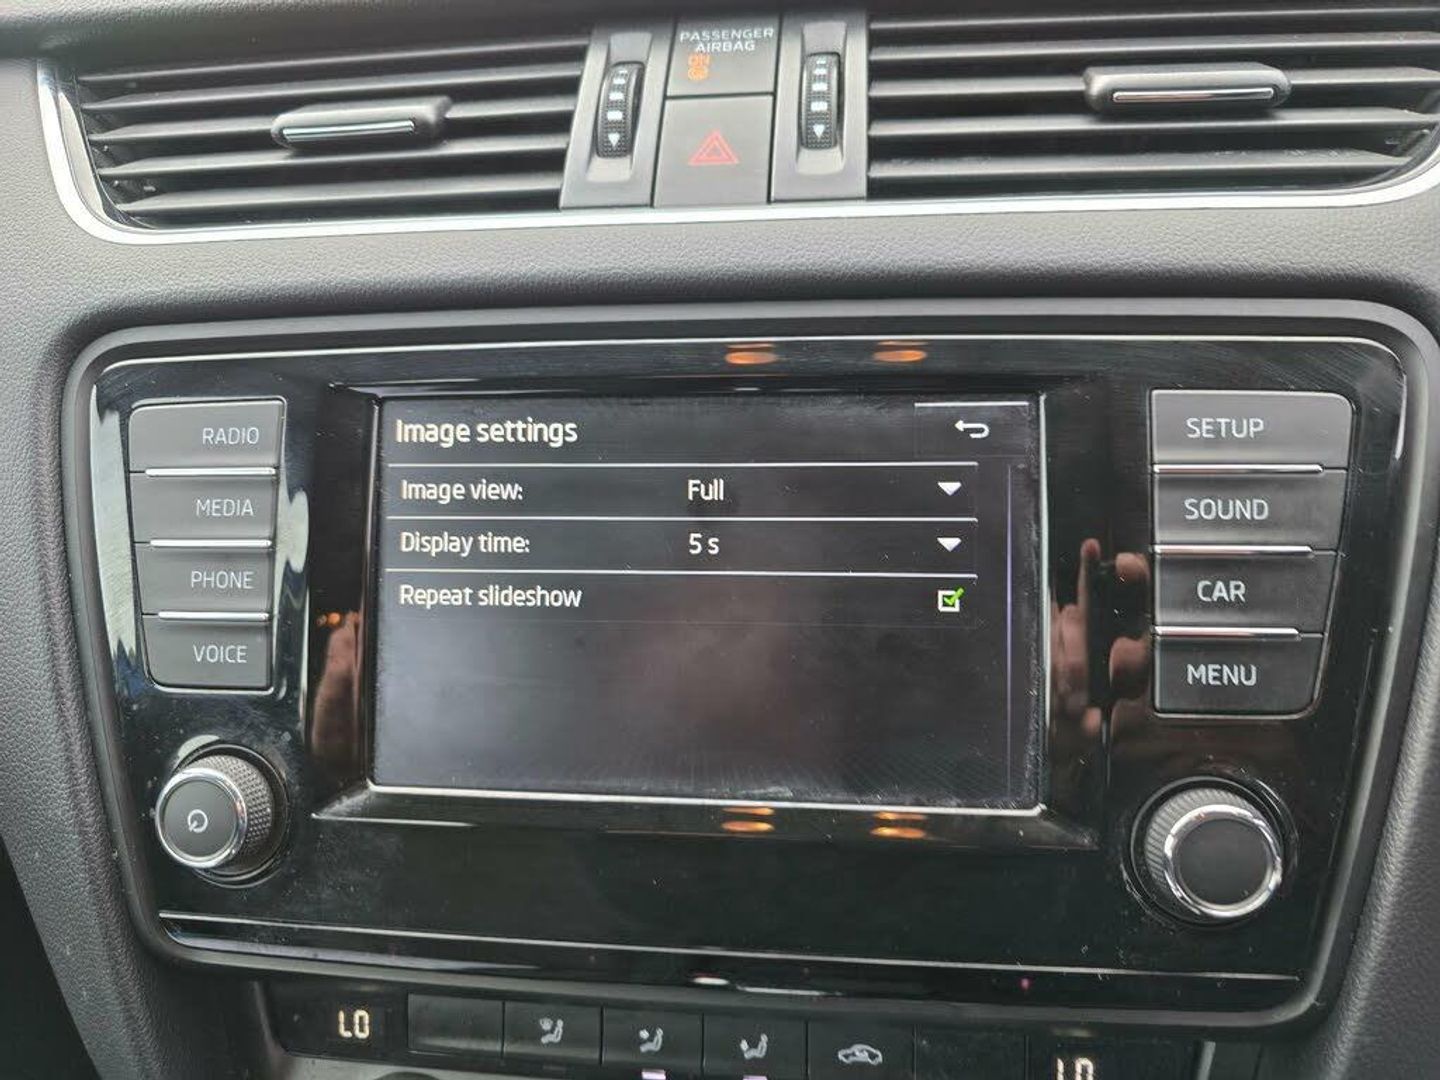 PASSENGER
AIRBAG
ON
RADIO
MEDIA
PHONE
VOICE
Image settings
Image view: Full
Display time: 5 s
Repeat slideshow
SETUP
SOUND
CAR
MENU
LO
LO